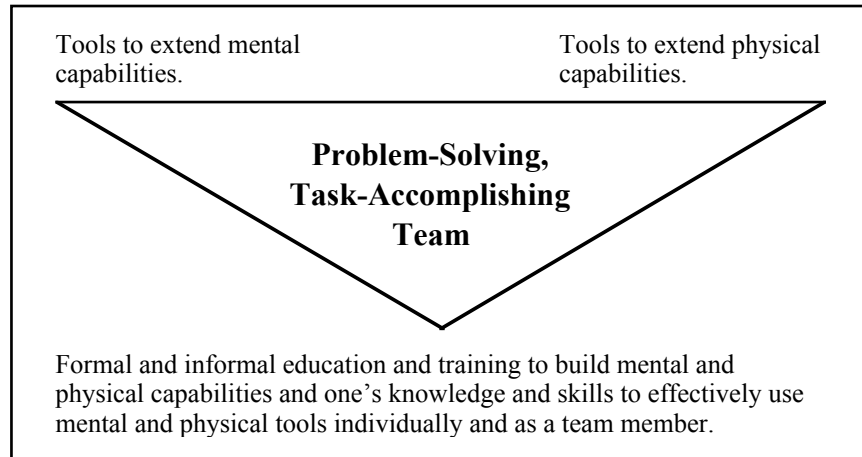 Tools to extend mental
capabilities.
Tools to extend physical
capabilities.
Problem-Solving,
Task-Accomplishing
Team
Formal and informal education and training to build mental and
physical capabilities and one’s knowledge and skills to effectively use
mental and physical tools individually and as a team member.